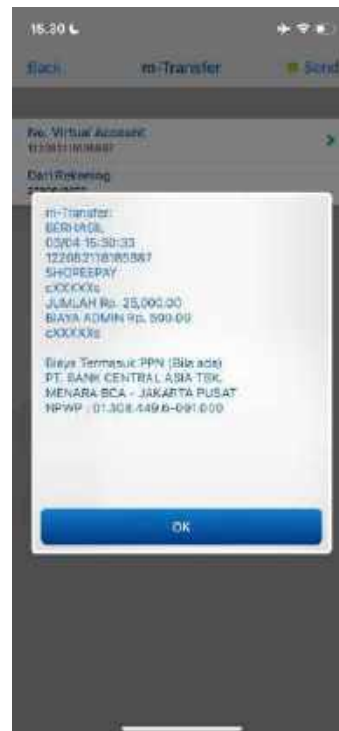 15.30
Back m-Transfer Send
No. Virtual Account
Dari Rekening
m-Transfer:
BERHASIL
03/04 15:30:33
SHOPEEPAY
cXXXXXs
JUMLAH Rp. 25,000.00
BIAYA ADMIN Rp. 500.00
cXXXXXs
Biaya Termasuk PPN (Bila ada)
PT. BANK CENTRAL ASIA TBK.
MENARA BCA - JAKARTA PUSAT
NPWP : 01.308.449.6-091.000
OK